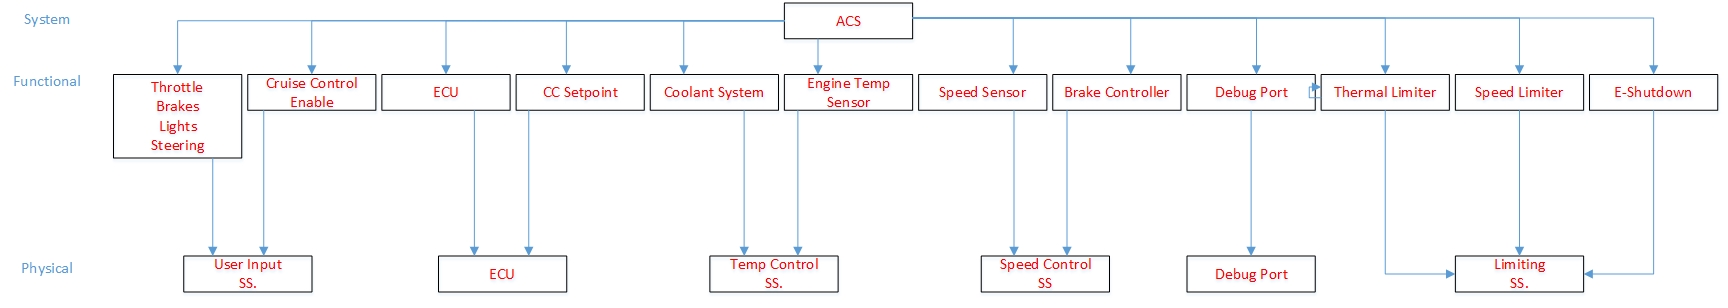 System
ACS
Functional
Throttle
Brakes
Lights
Steering
Cruise Control
Enable
ECU
CC Setpoint
Coolant System
Engine Temp
Sensor
Speed Sensor
Brake Controller
Debug Port
Thermal Limiter
Speed Limiter
E-Shutdown
Physical
User Input
SS.
ECU
Temp Control
SS.
Speed Control
SS
Debug Port
Limiting
SS.